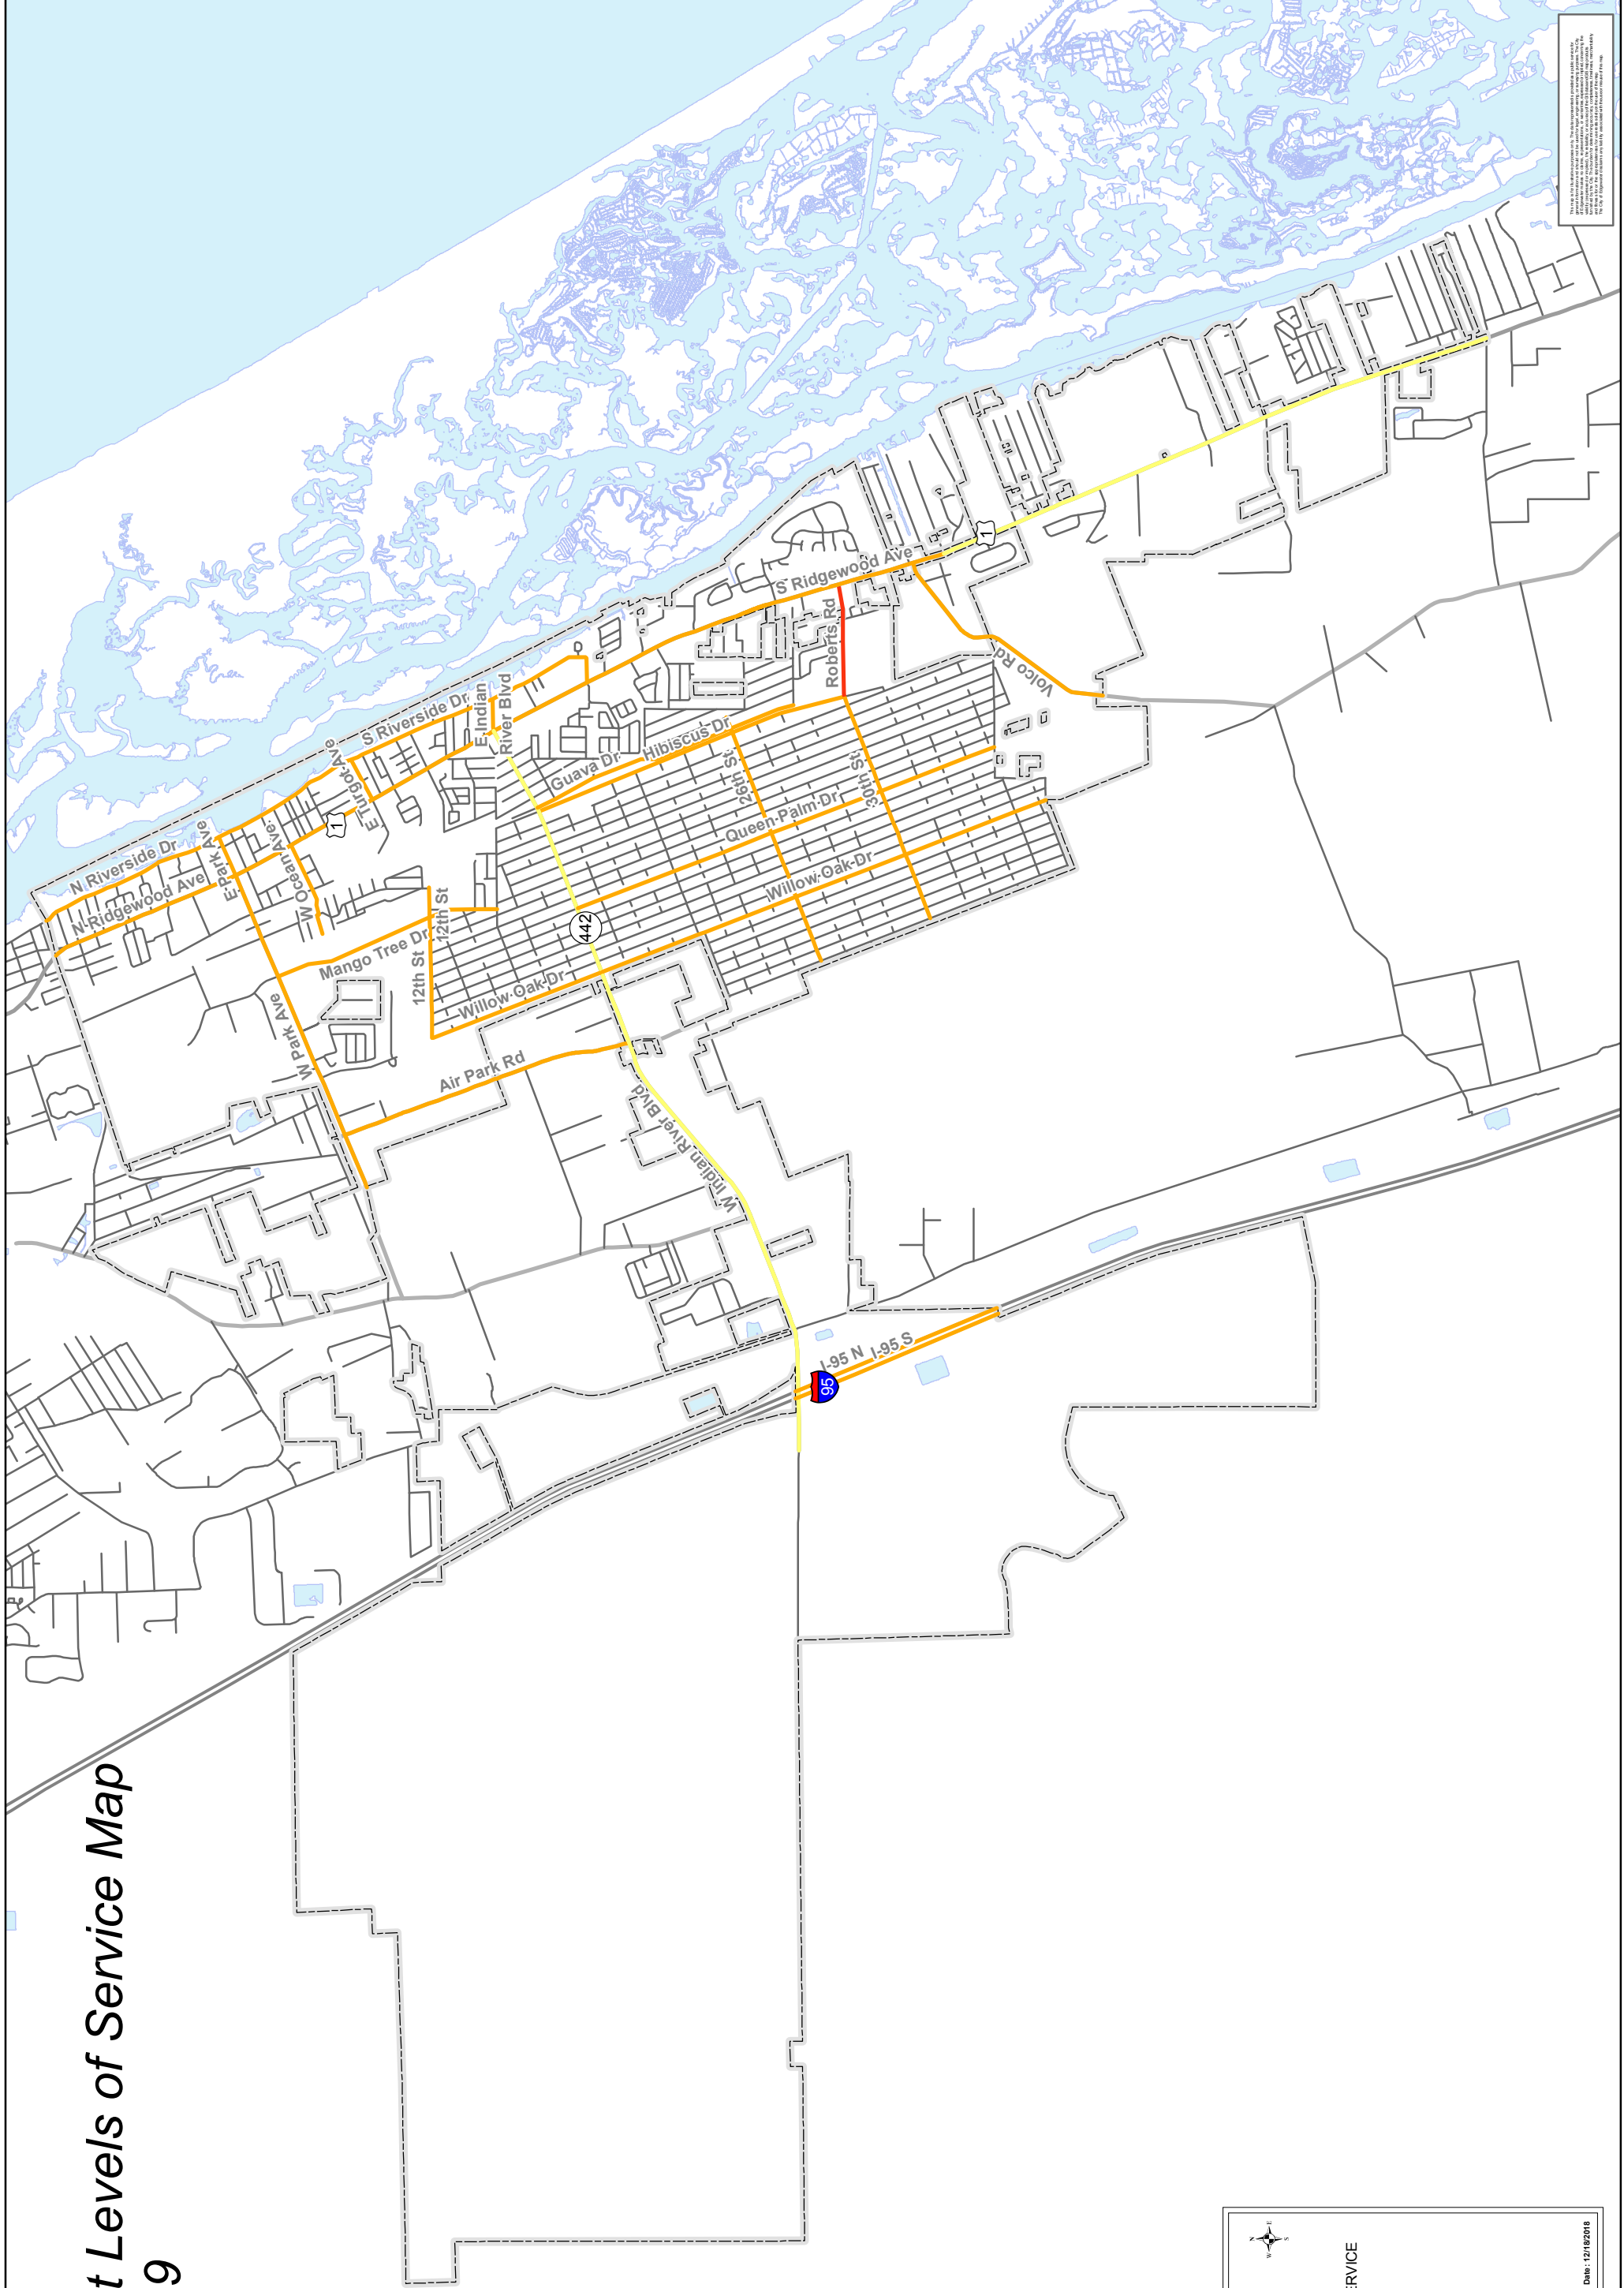 t Levels of Service Map
9
N Riverside Dr
N Ridgewood Ave
E Park Ave
W Ocean Ave.
1
E Turgot Ave
S Riverside Dr
E Indian
River Blvd
W Park Ave
Mango Tree Dr
12th St
12th St
Willow Oak Dr
Air Park Rd
442
Guava Dr
Hibiscus Dr
26th St
Queen Palm Dr
30th St
Willow Oak Dr
S Ridgewood Ave
Roberts Rd
1
Volco Rd
W Indian River Blvd
I-95 N
I-95 S
95
N
W
E
S
ERVICE
Date : 12/18/2018